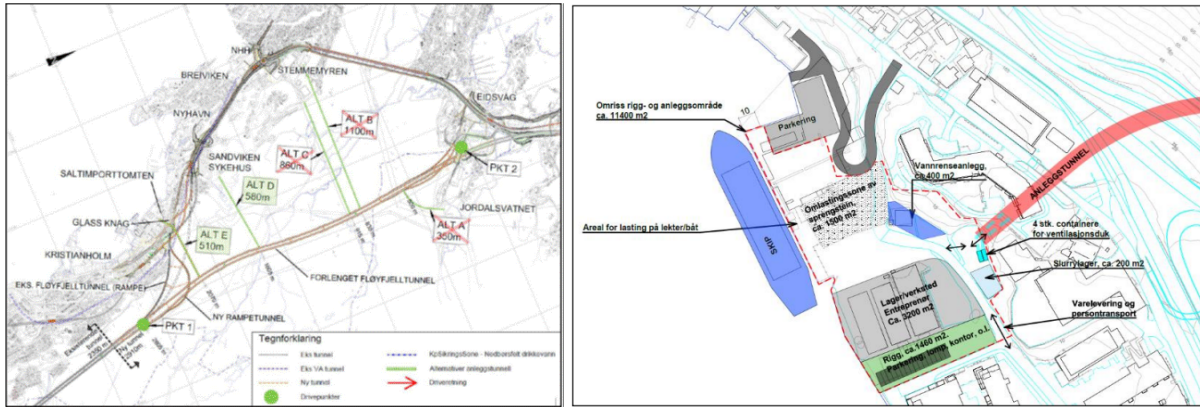 NHH
STEMMEMYREN
BREIVIKEN
EIDSVÅG
NYHAVN
ALT B
1100m
SANDVIKEN
SYKEHUS
ALT C
860m
PKT 2
SALTIMPORTTOMTEN
ALT D
560m
JORDALSVATNET
GLASS KNAG
ALT A
350m
ALT E
510m
KRISTIANHOLM
FORLENGET FLØYFJELLTUNNEL
EKS. FLØYFJELLTUNNEL (RAMPE)
NY RAMPETUNNEL
PKT 1
Eksisterende
tunnel
Ny tunnel
Tegnforklaring
Eks tunnel
Eks VA tunnel
Ny tunnel
Drivepunkter
Alternativer anleggstunnel
Driveretning
Omriss rigg- og anleggsområde
ca. 11400 m2
10
Parkering
Vannrenseanlegg,
ca.400 m2
ANLEGGSTUNNEL
Omlastingssone av
sprengstein,
ca. 1500 m2
Areal for lasting på lekter/båt
SKIP
4 stk. containere
for ventilasjonsduk
Slurrylager, ca. 200 m2
Lager/verksted
Entreprenør
Ca. 3200 m2
Varelevering og
persontransport
Rigg, ca.1460 m2.
Parkering, lomp, kontor, o.l.